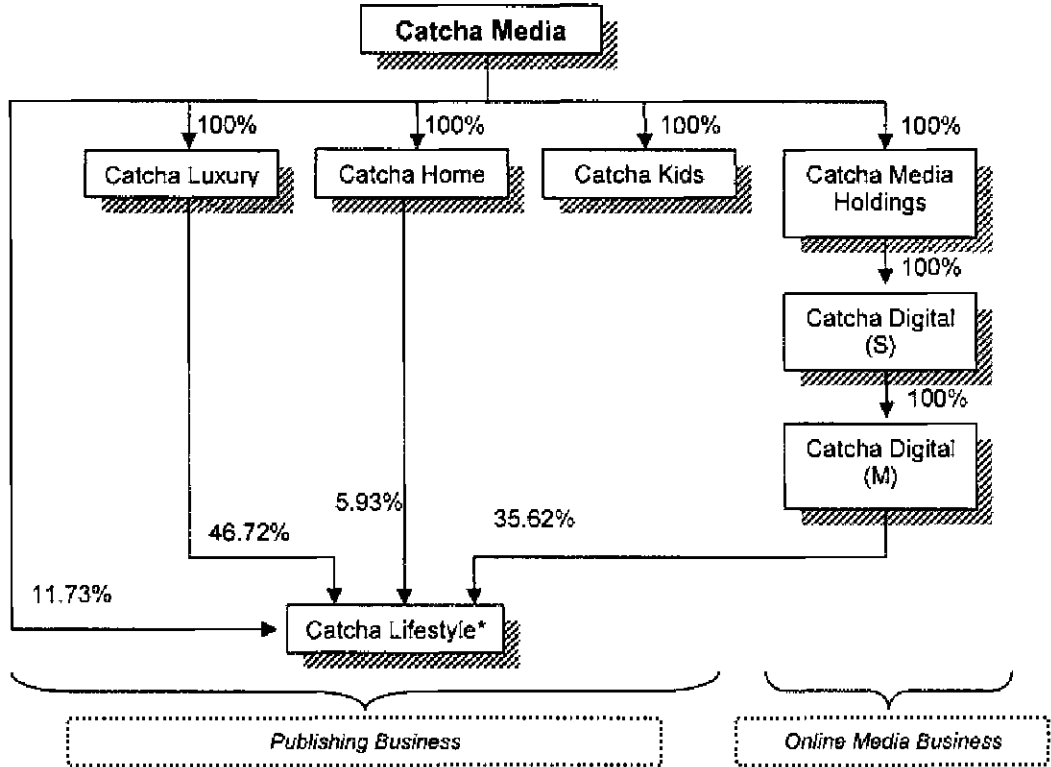 Catcha Media
100%
100%
100%
100%
Catcha Luxury
Catcha Home
Catcha Kids
Catcha Media
Holdings
100%
Catcha Digital
(S)
100%
Catcha Digital
(M)
5.93%
46.72%
35.62%
11.73%
Catcha Lifestyle*
Publishing Business
Online Media Business